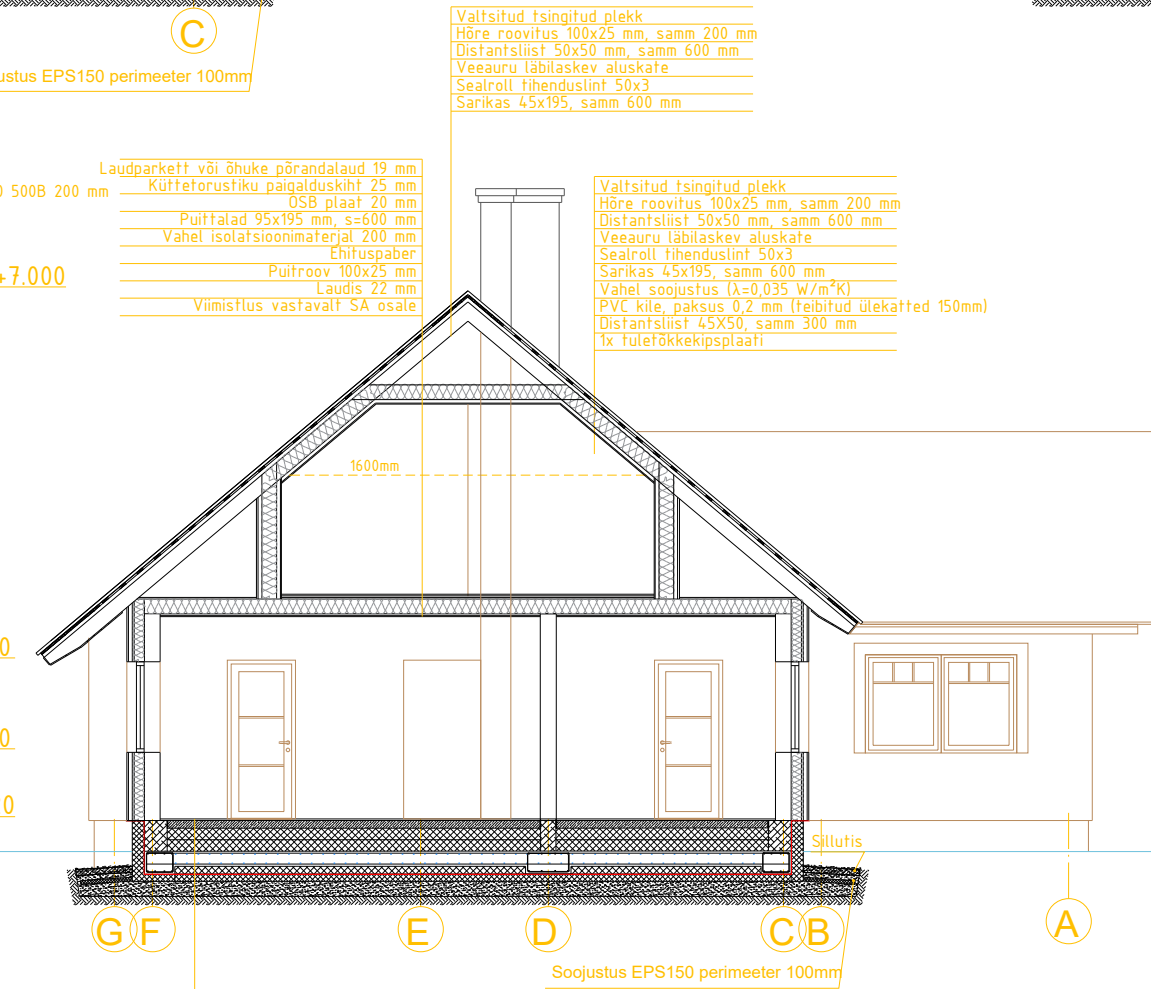 C
ustus EPS150 perimeeter 100mm
Valtsitud tsingitud plekk
Hõre roovitus 100x25 mm, samm 200 mm
Distantsliist 50x50 mm, samm 600 mm
Veeauru läbilaskev aluskate
Sealroll tihenduslint 50x3
Sarikas 45x195, samm 600 mm
500B 200 mm
Laudparkett või õhuke põrandalaud 19 mm
Küttetorustiku paigalduskiht 25 mm
OSB plaat 20 mm
Puittalad 95x195 mm, s=600 mm
Vahel isolatsioonimaterjal 200 mm
Ehituspaber
Puitroov 100x25 mm
Laudis 22 mm
Viimistlus vastavalt SA osale
Valtsitud tsingitud plekk
Hõre roovitus 100x25 mm, samm 200 mm
Distantsliist 50x50 mm, samm 600 mm
Veeauru läbilaskev aluskate
Sealroll tihenduslint 50x3
Sarikas 45x195, samm 600 mm
Vahel soojustus (λ=0,035 W/m²K)
PVC kile, paksus 0,2 mm (teibitud ülekatted 150mm)
Distantsliist 45X50, samm 300 mm
1x tuletõkkekipsplaati
+7.000
1600mm
0
0
0
Sillutis
G F E D C B A
Soojustus EPS150 perimeeter 100mm